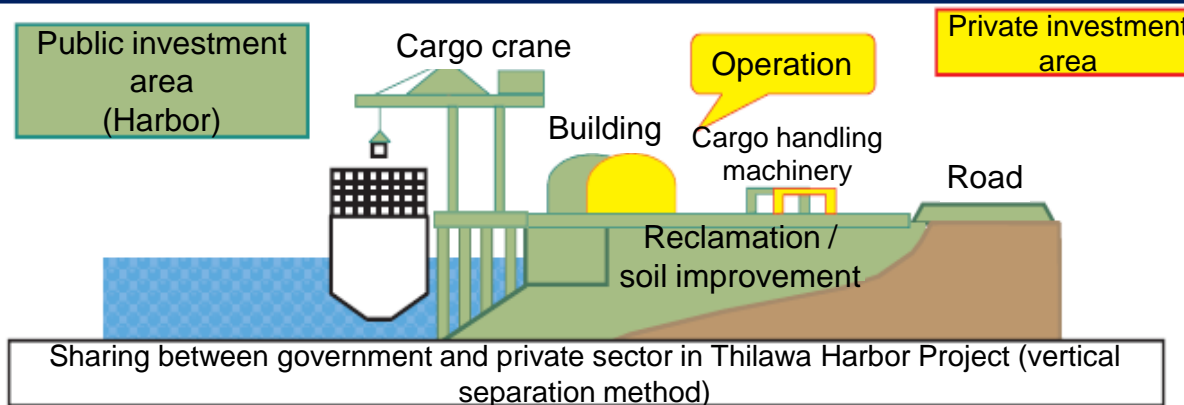 Public investment
area
(Harbor)
Cargo crane
Operation
Private investment
area
Building
Cargo handling
machinery
Road
Reclamation /
soil improvement
Sharing between government and private sector in Thilawa Harbor Project (vertical
separation method)